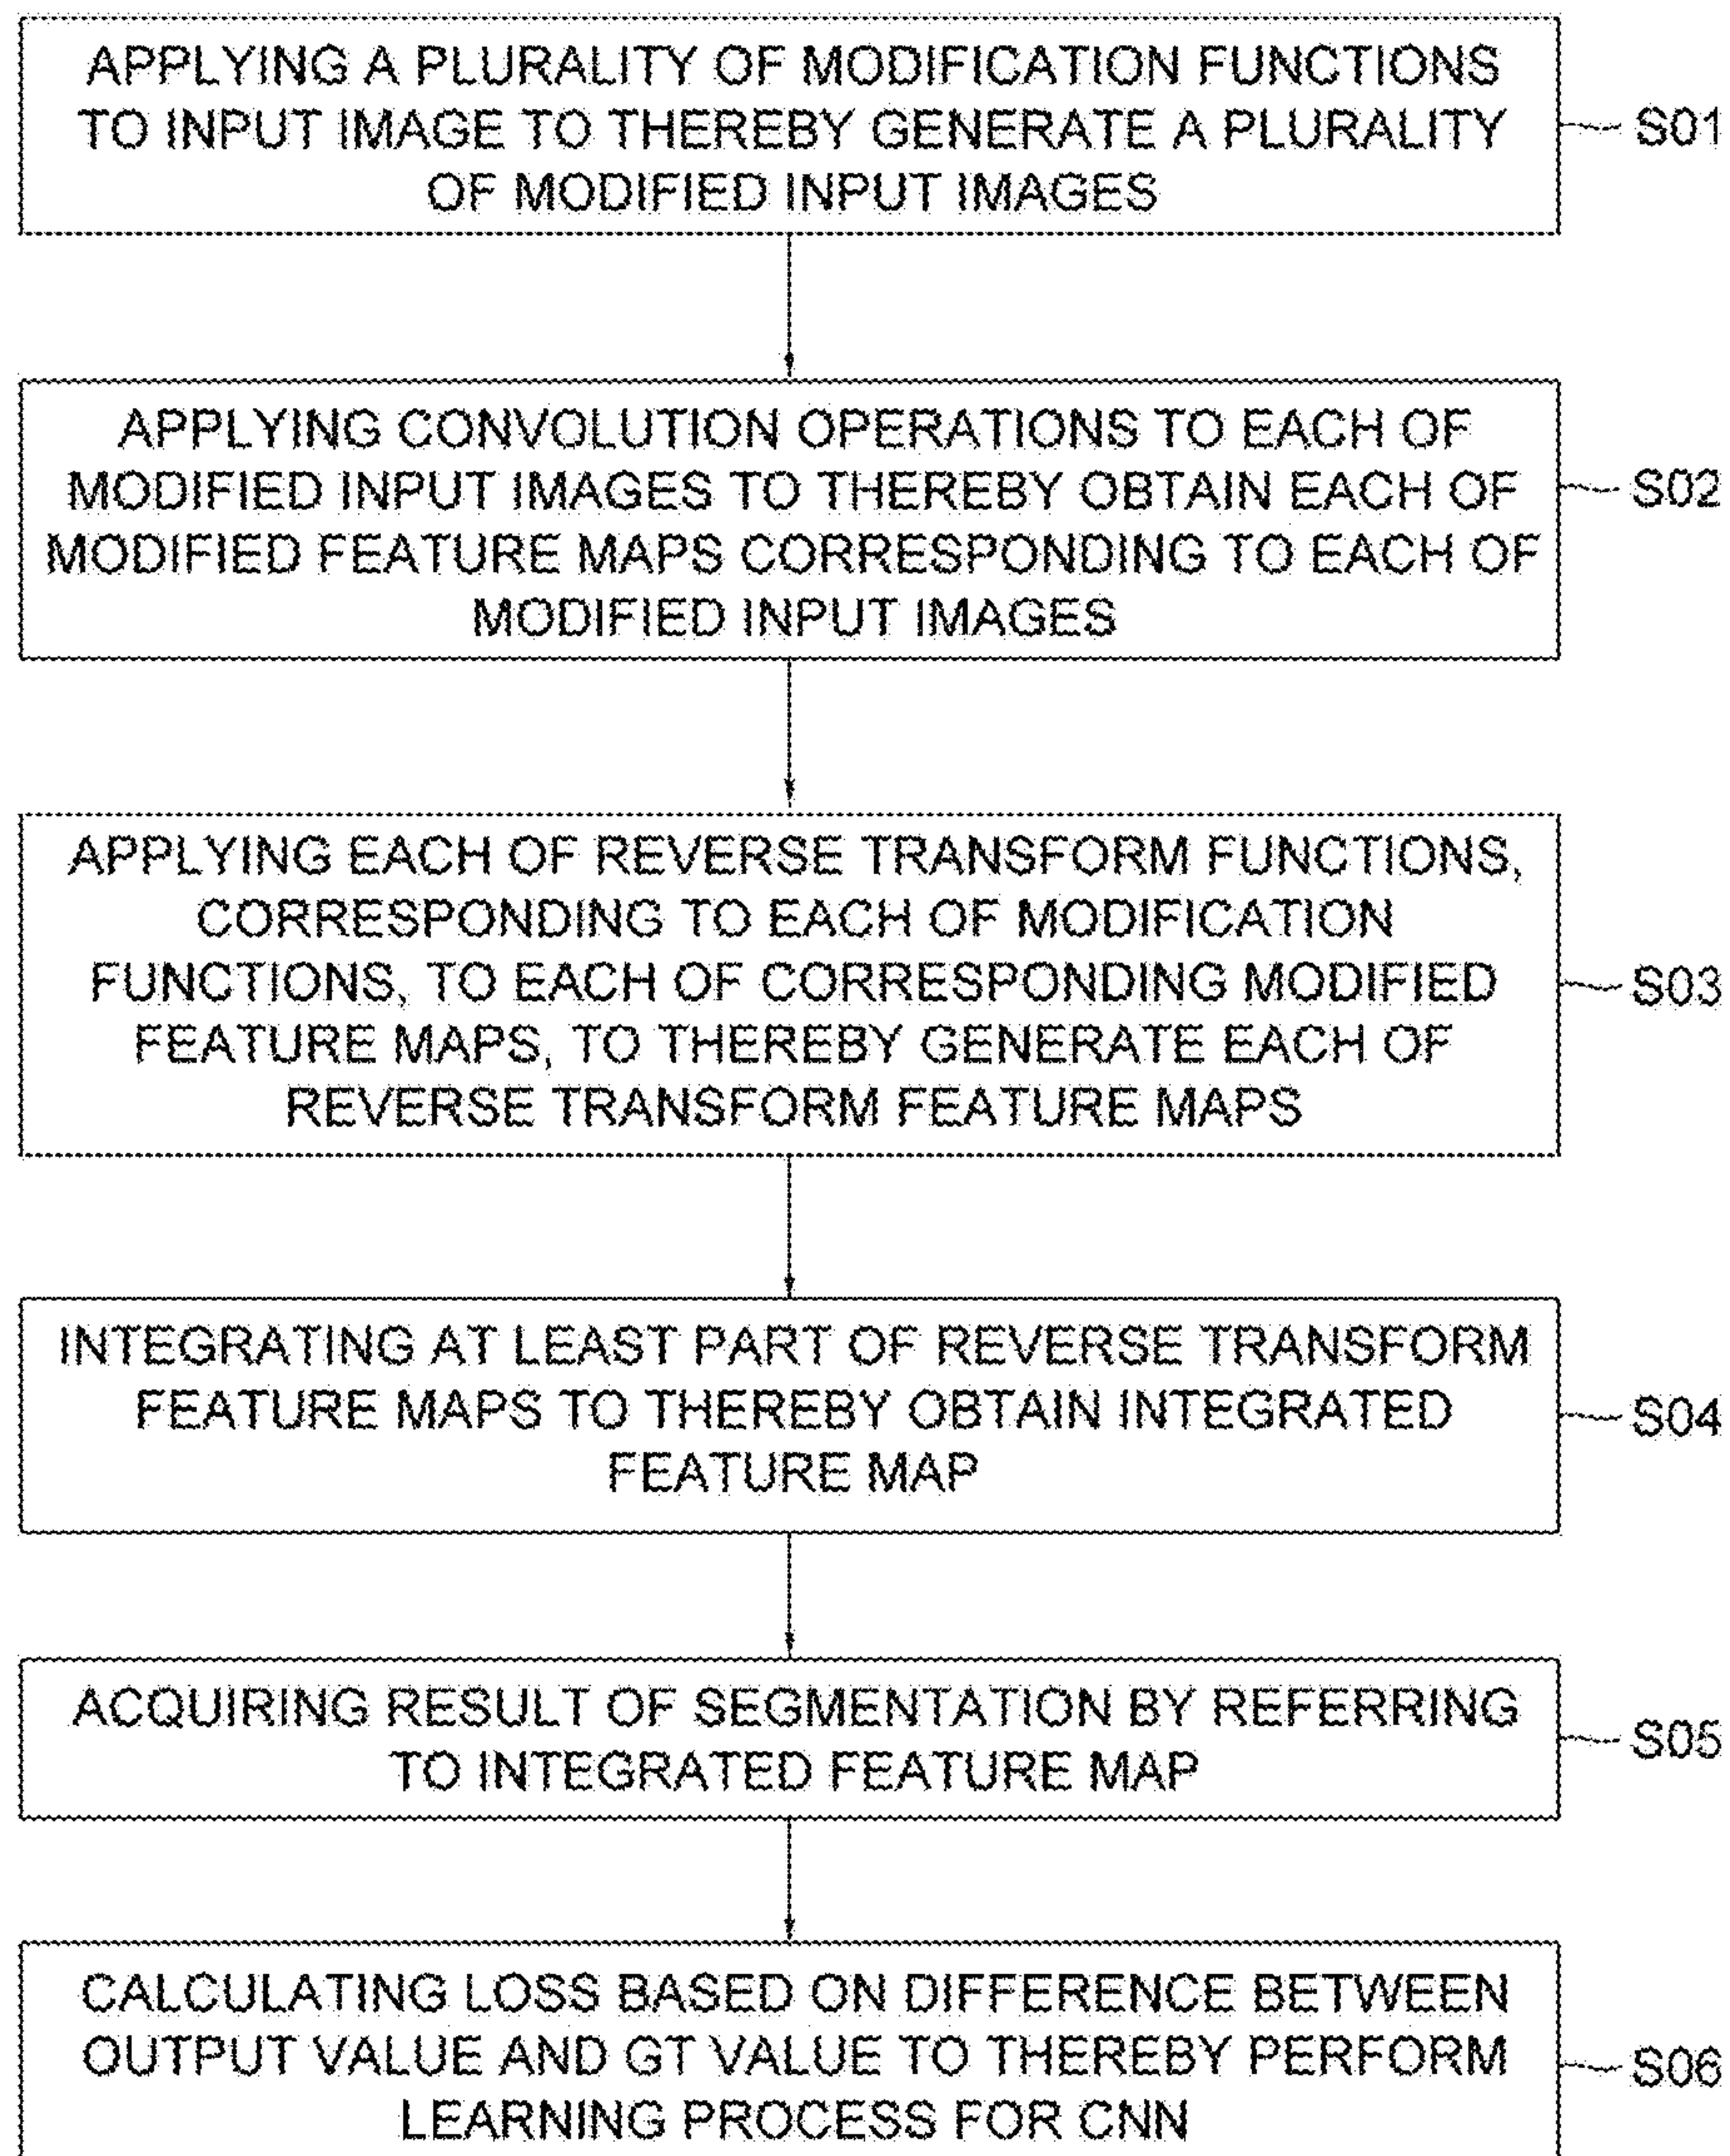 APPLYING A PLURALITY OF MODIFICATION FUNCTIONS
TO INPUT IMAGE TO THEREBY GENERATE A PLURALITY
OF MODIFIED INPUT IMAGES
S01
APPLYING CONVOLUTION OPERATIONS TO EACH OF
MODIFIED INPUT IMAGES TO THEREBY OBTAIN EACH OF
MODIFIED FEATURE MAPS CORRESPONDING TO EACH OF
MODIFIED INPUT IMAGES
S02
APPLYING EACH OF REVERSE TRANSFORM FUNCTIONS,
CORRESPONDING TO EACH OF MODIFICATION
FUNCTIONS, TO EACH OF CORRESPONDING MODIFIED
FEATURE MAPS, TO THEREBY GENERATE EACH OF
REVERSE TRANSFORM FEATURE MAPS
S03
INTEGRATING AT LEAST PART OF REVERSE TRANSFORM
FEATURE MAPS TO THEREBY OBTAIN INTEGRATED
FEATURE MAP
S04
ACQUIRING RESULT OF SEGMENTATION BY REFERRING
TO INTEGRATED FEATURE MAP
S05
CALCULATING LOSS BASED ON DIFFERENCE BETWEEN
OUTPUT VALUE AND GT VALUE TO THEREBY PERFORM
LEARNING PROCESS FOR CNN
S06